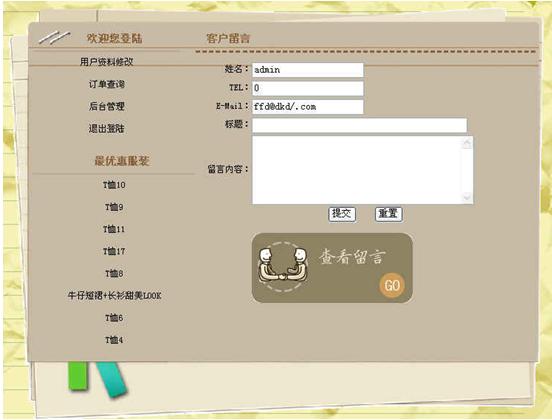 欢迎您登陆
用户资料修改
订单查询
后台管理
退出登陆
最优惠服装
T恤10
T恤9
T恤11
T恤17
T恤8
牛仔短裙+长衫甜美LOOK
T恤6
T恤4
客户留言
姓名： admin
TEL： 0
E-Mail： ffd@dkd/.com
标题：
留言内容：
提交 重置
查看留言
GO